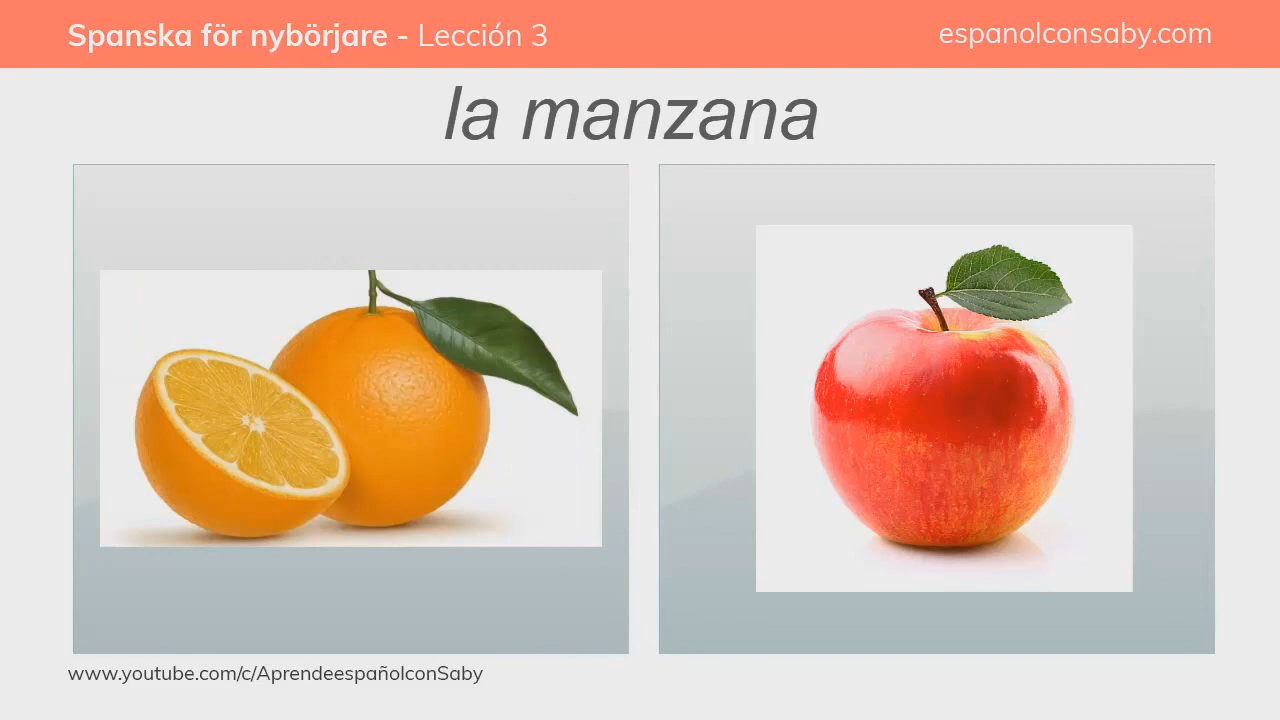 Spanska för nybörjare - Lección 3
espanolconsaby.com
la manzana
www.youtube.com/c/AprendeespañolconSaby